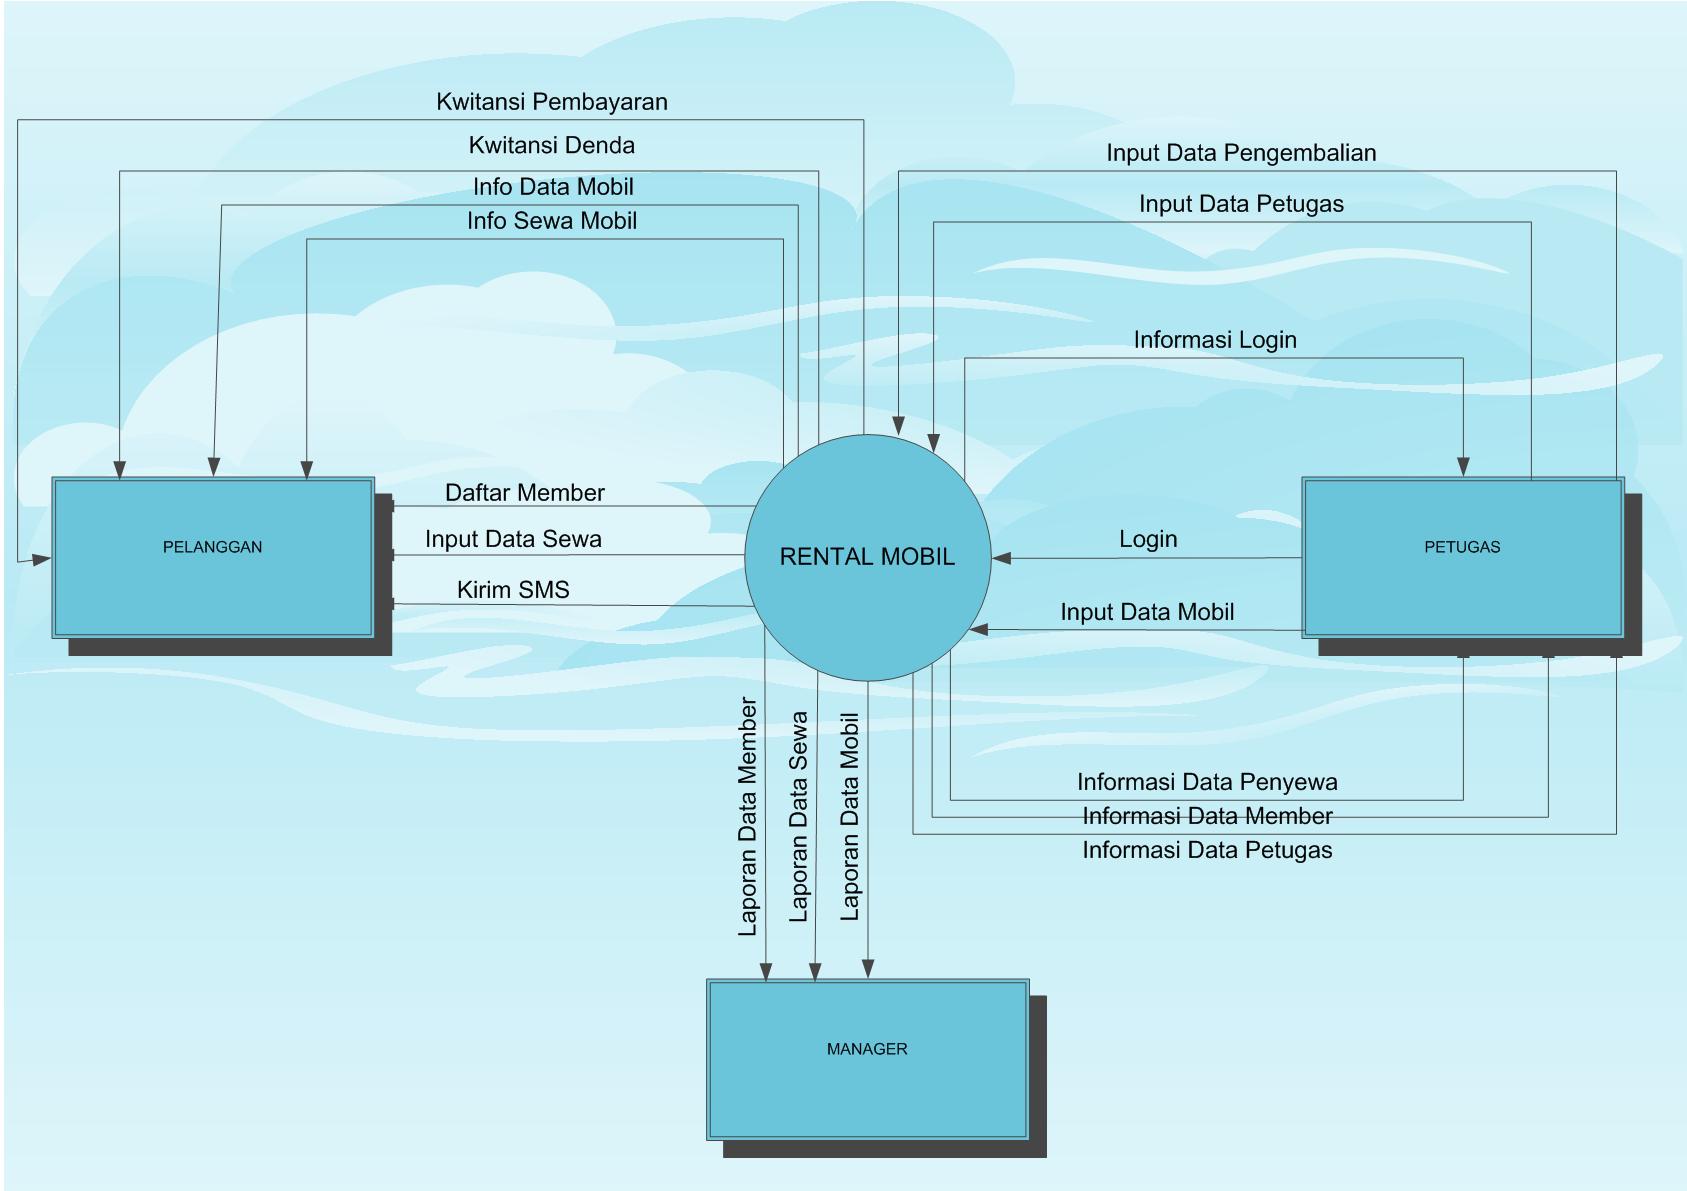 Kwitansi Pembayaran
Kwitansi Denda
Info Data Mobil
Info Sewa Mobil
Input Data Pengembalian
Input Data Petugas
Informasi Login
Daftar Member
Input Data Sewa
Kirim SMS
PELANGGAN
RENTAL MOBIL
Login
Input Data Mobil
PETUGAS
Laporan Data Member
Laporan Data Sewa
Laporan Data Mobil
Informasi Data Penyewa
Informasi Data Member
Informasi Data Petugas
MANAGER